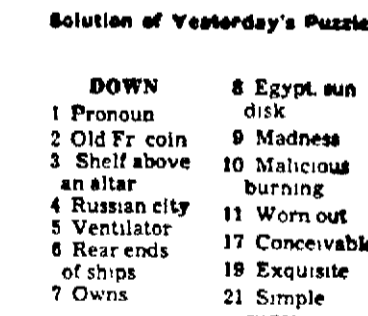 Solution of Yesterday's Puzzle
DOWN
1 Pronoun
2 Old Fr coin
3 Shelf above
an altar
4 Russian city
5 Ventilator
6 Rear ends
of ships
7 Owns
8 Egypt. sun
disk
9 Madness
10 Malicious
burning
11 Worn out
17 Conceivabl
19 Exquisite
21 Simple